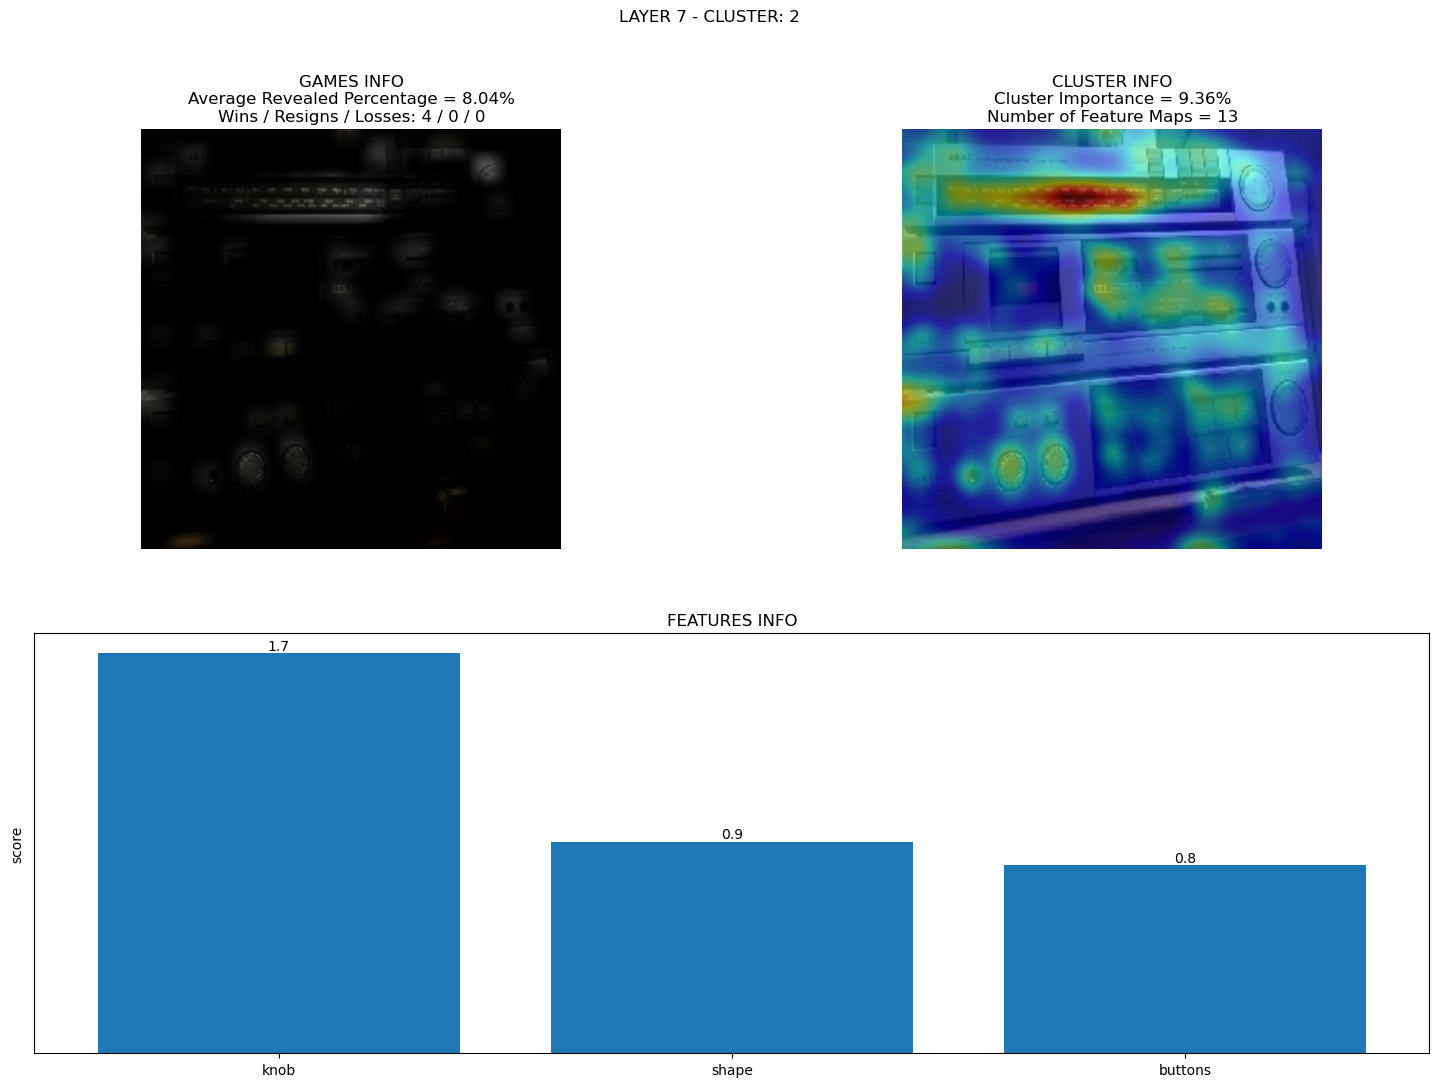 LAYER 7 - CLUSTER: 2
GAMES INFO
Average Revealed Percentage = 8.04%
Wins / Resigns / Losses: 4 / 0 / 0
CLUSTER INFO
Cluster Importance = 9.36%
Number of Feature Maps = 13
AKAI
FEATURES INFO
score
1.7
0.9
0.8
knob
shape
buttons